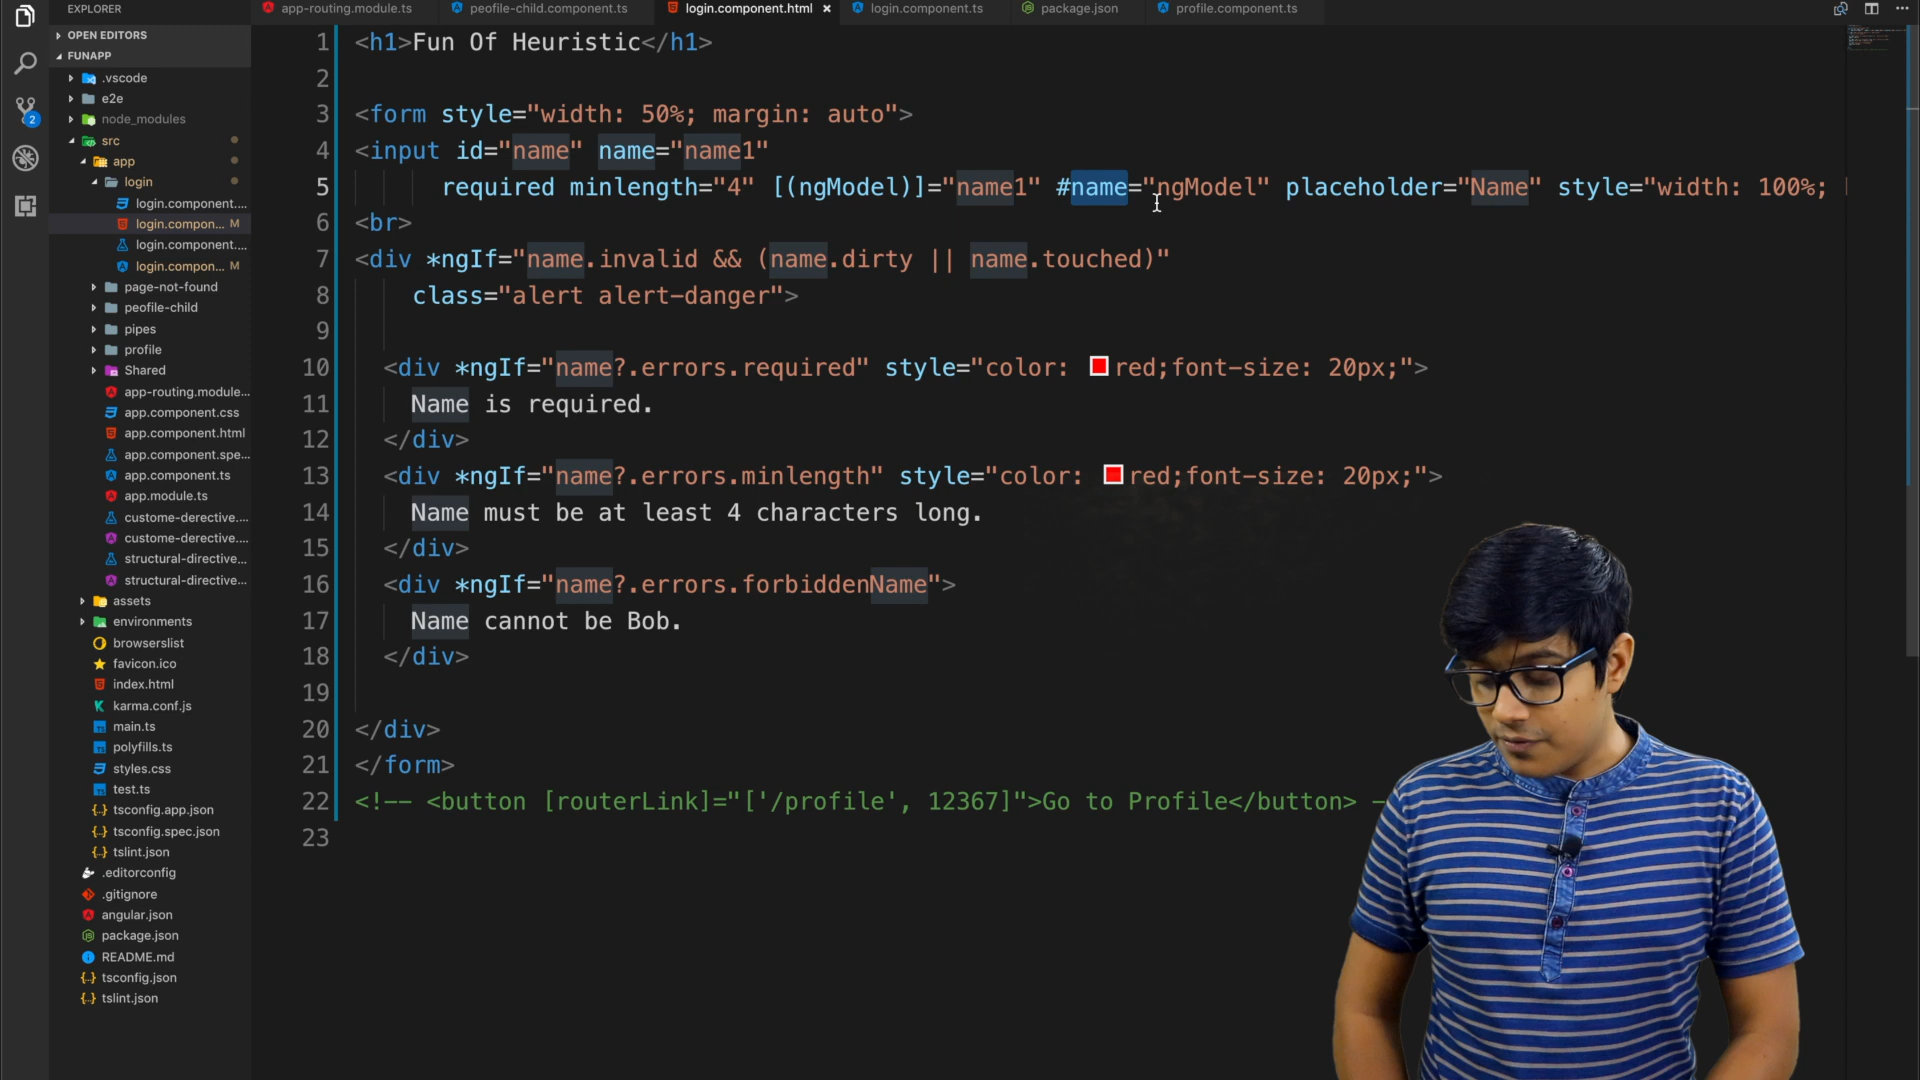 EXPLORER
OPEN EDITORS
FUNAPP
.vscode
e2e
node_modules
src
app
login
login.component....
login.compon... M
login.component....
login.compon... M
page-not-found
peofile-child
pipes
profile
Shared
app-routing.module...
app.component.css
app.component.html
app.component.spe...
app.component.ts
app.module.ts
custome-derective....
custome-derective....
structural-directive...
structural-directive...
assets
environments
browserslist
favicon.ico
index.html
karma.conf.js
main.ts
polyfills.ts
styles.css
test.ts
tsconfig.app.json
tsconfig.spec.json
tslint.json
.editorconfig
.gitignore
angular.json
package.json
README.md
tsconfig.json
tslint.json
2
app-routing.module.ts peofile-child.component.ts login.component.html × login.component.ts package.json profile.component.ts
1 <h1>Fun Of Heuristic</h1>
2
3 <form style="width: 50%; margin: auto">
4 <input id="name" name="name1"
5 required minlength="4" [(ngModel)]="name1" #name="ngModel" placeholder="Name" style="width: 100%;
6 <br>
7 <div *ngIf="name.invalid && (name.dirty || name.touched)"
8 class="alert alert-danger">
9
10 <div *ngIf="name?.errors.required" style="color: red;font-size: 20px;">
11 Name is required.
12 </div>
13 <div *ngIf="name?.errors.minlength" style="color: red;font-size: 20px;">
14 Name must be at least 4 characters long.
15 </div>
16 <div *ngIf="name?.errors.forbiddenName">
17 Name cannot be Bob.
18 </div>
19
20 </div>
21 </form>
22 <!-- <button [routerLink]="['/profile', 12367]">Go to Profile</button> -
23